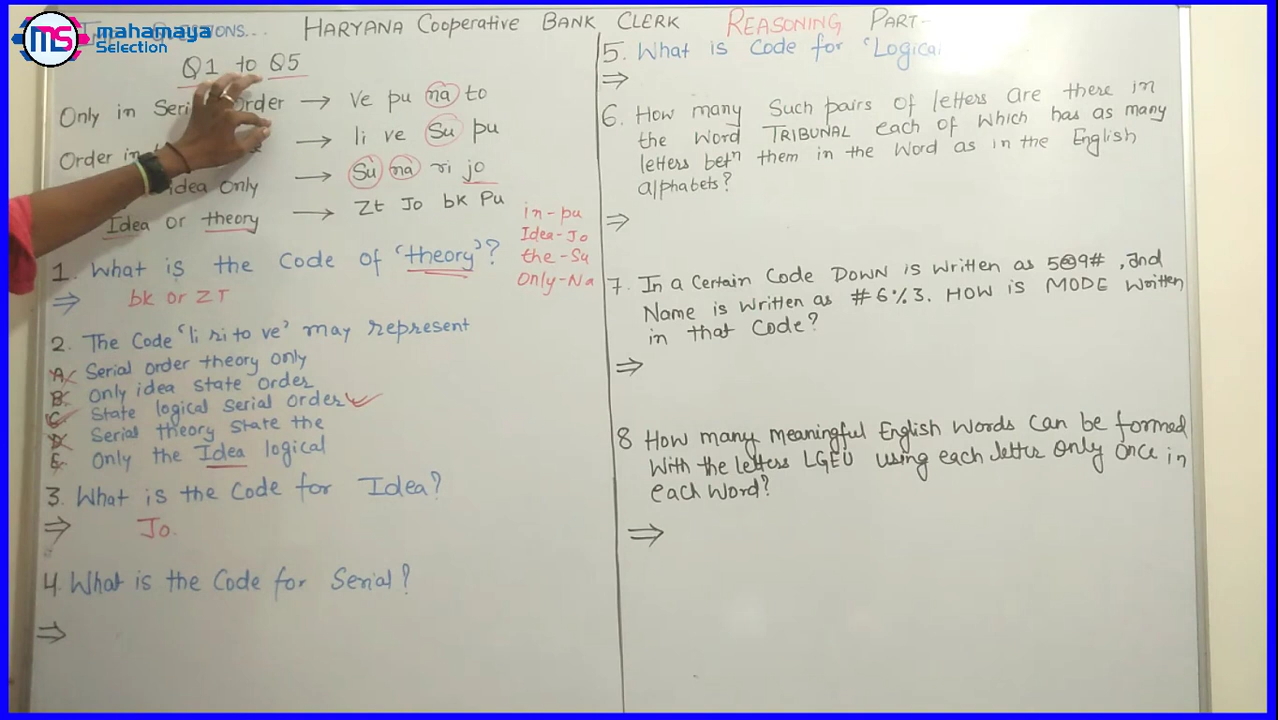 MS mahamaya Selection
HARYANA Cooperative BANK CLERK REASONING PART-
Q1 to Q5
Only in Order → Ve pu na to
Order in → li ve Su pu
idea Only → Su na ri jo
Idea or theory → Zt Jo bk Pu
in-pu
Idea-Jo
the-Su
Only-Na
1. What is the Code of 'theory'?
⇒ bk or ZT
2. The Code 'li ri to ve' may represent
A. Serial order theory Only
B. Only idea state Order
C. State logical Serial Order
D. Serial theory State the
E. Only the Idea logical
3. What is the Code for Idea?
⇒ Jo.
4 What is the Code for Serial?
⇒
5. What is Code for 'Logical
⇒
6. How many Such pairs of letters are there in
the Word TRIBUNAL each of which has as many
letters betn them in the Word as in the English
alphabets?
⇒
7. In a Certain Code DOWN is Written as 5@9#, and
Name is written as #6%3. HOW is MODE Written
in that Code?
⇒
8 How many meaningful English Words can be formed
With the letters LGEU using each letter Only Once in
each Word?
⇒